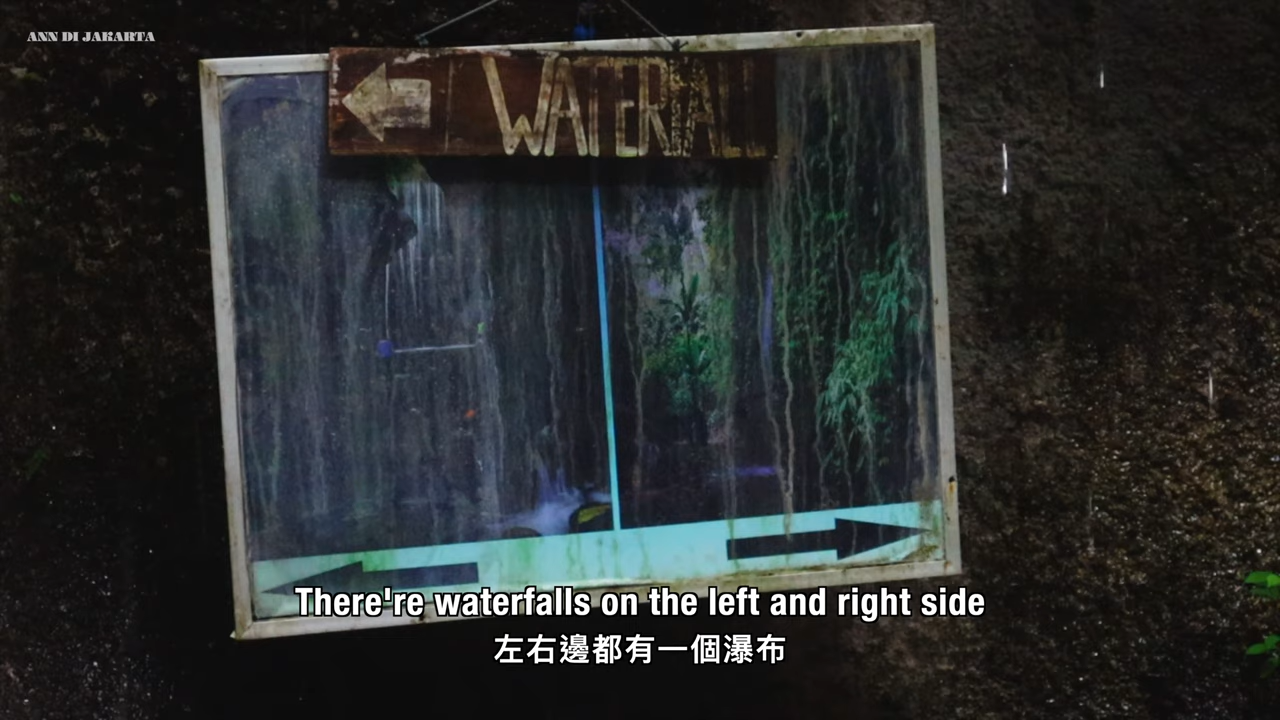 ANN DI JAKARTA
WATERFALL
There're waterfalls on the left and right side
左右邊都有一個瀑布